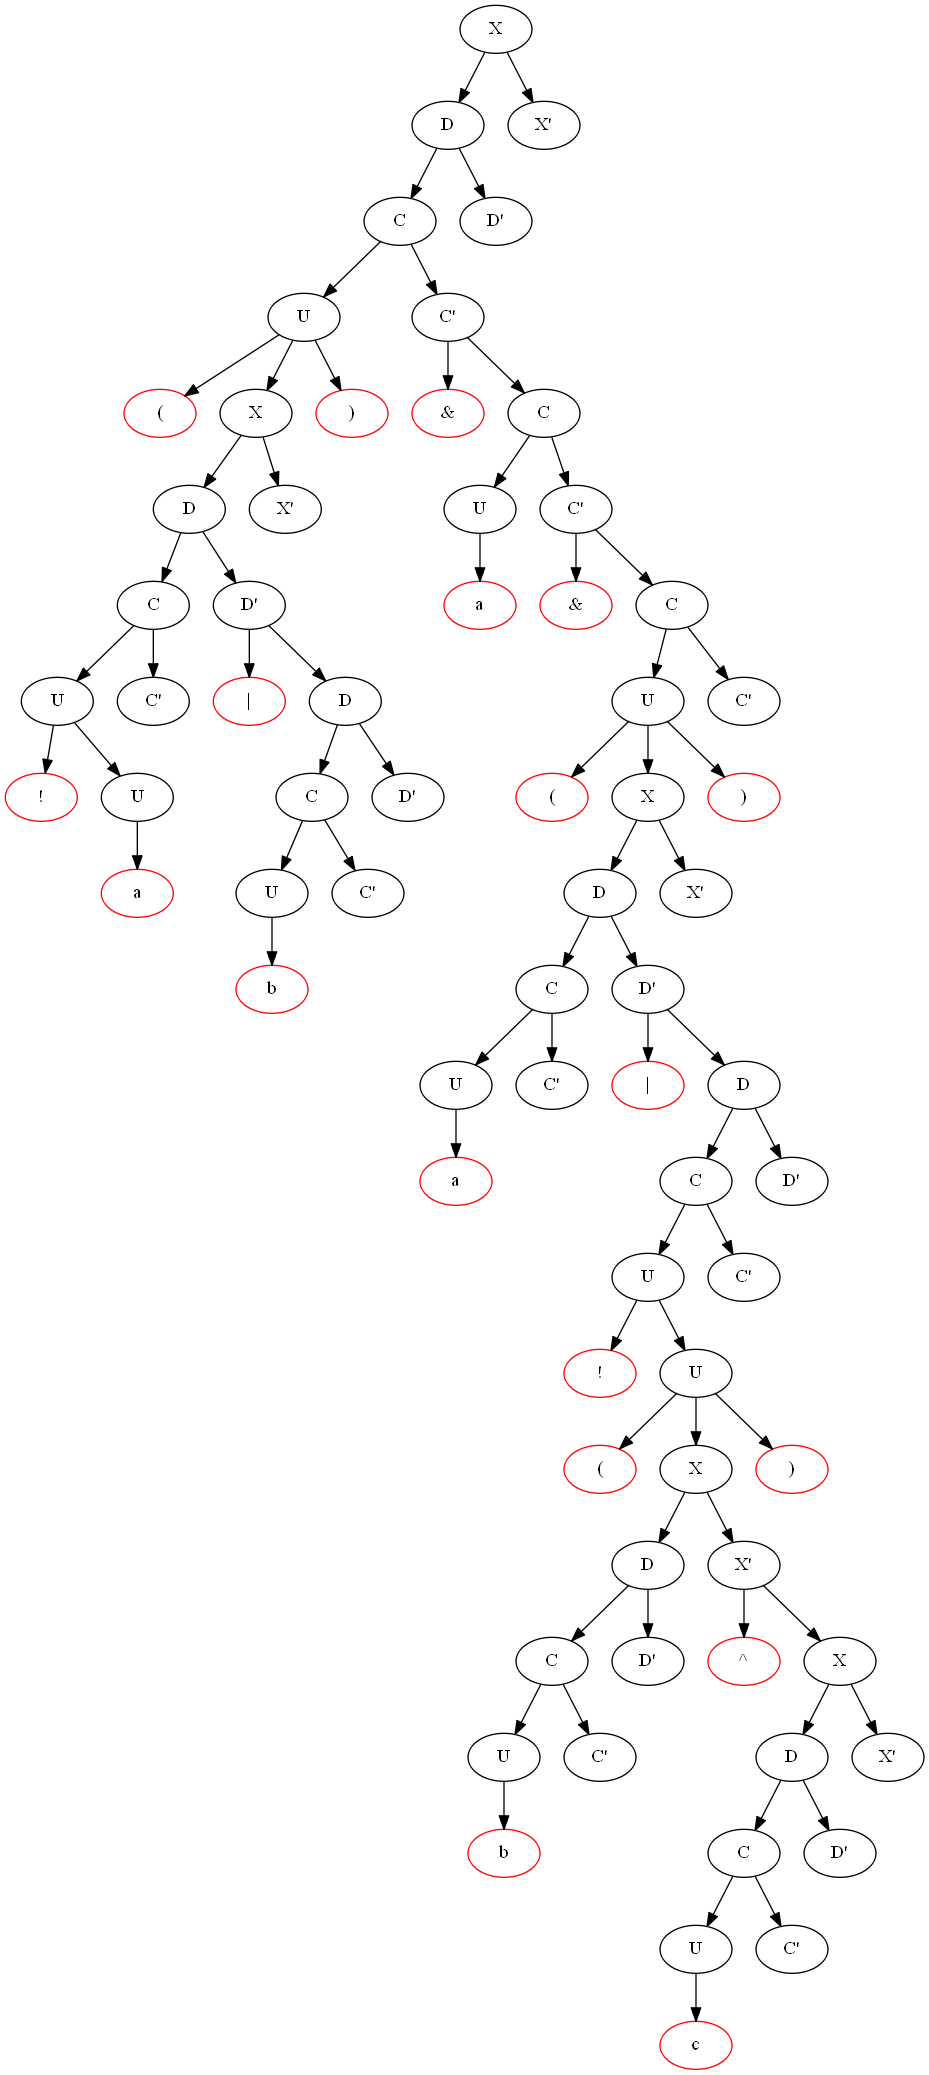 X
D X'
C D'
U C'
( X ) & C
D X' U C'
C D' a & C
U C' | D U C'
! U C D' ( X )
a U C' D X'
b C D'
U C' | D
a C D'
U C'
! U
( X )
D X'
C D' ^ X
U C' D X'
b C D'
U C'
c